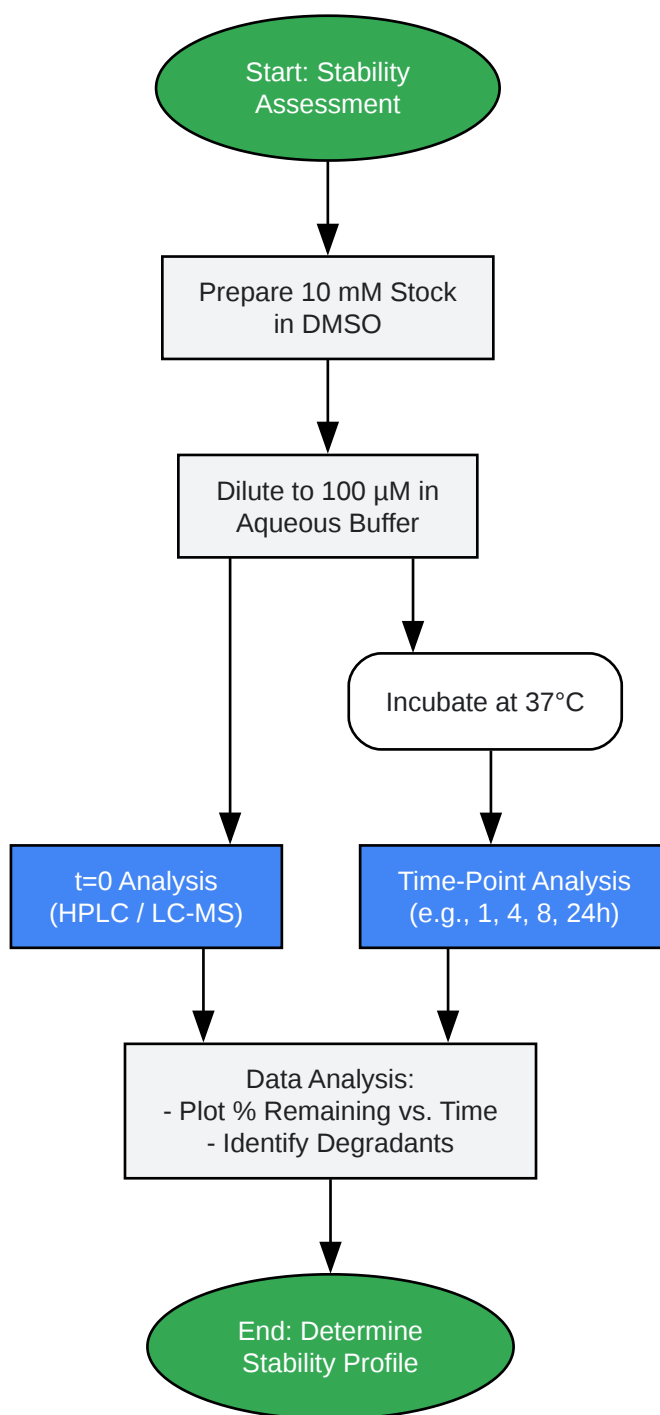 Start: Stability
Assessment
Prepare 10 mM Stock
in DMSO
Dilute to 100 µM in
Aqueous Buffer
Incubate at 37°C
t=0 Analysis
(HPLC / LC-MS)
Time-Point Analysis
(e.g., 1, 4, 8, 24h)
Data Analysis:
- Plot % Remaining vs. Time
- Identify Degradants
End: Determine
Stability Profile